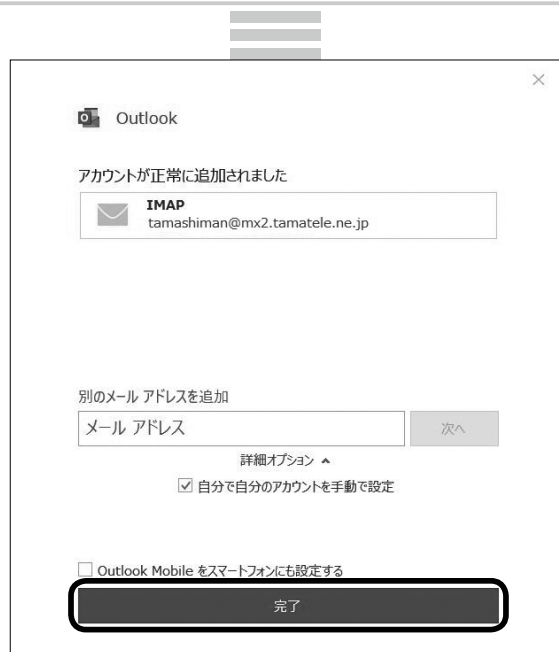 Outlook
アカウントが正常に追加されました
IMAP
tamashiman@mx2.tamatele.ne.jp
別のメール アドレスを追加
メール アドレス 次へ
詳細オプション
自分で自分のアカウントを手動で設定
Outlook Mobile をスマートフォンにも設定する
完了